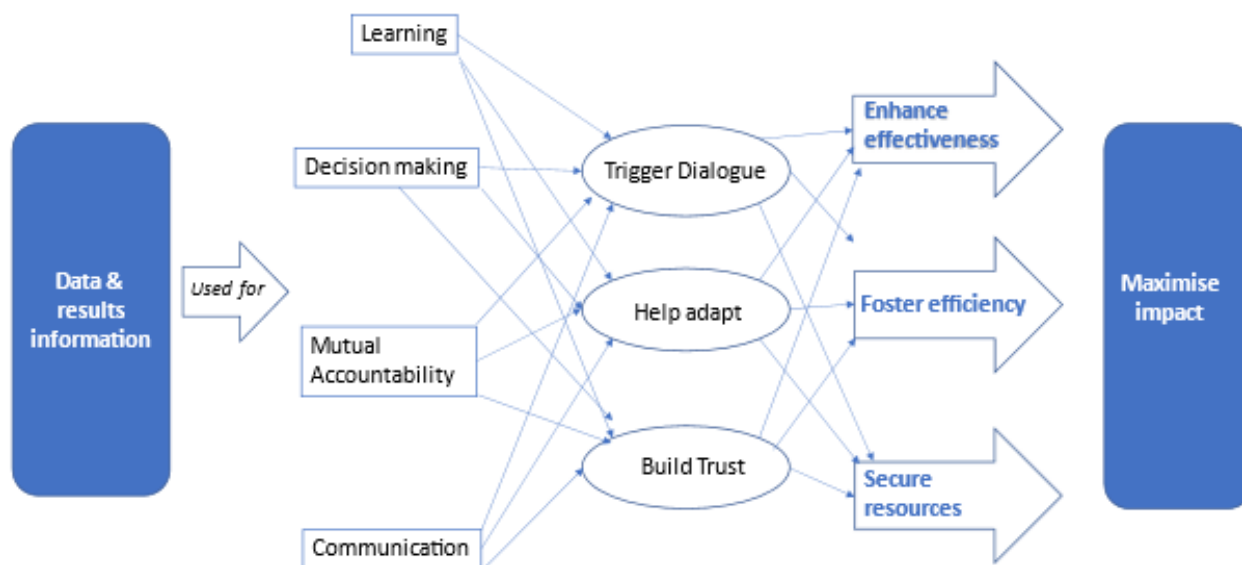 Learning
Decision making
Mutual
Accountability
Communication
Data &
results
information
Used for
Trigger Dialogue
Help adapt
Build Trust
Enhance
effectiveness
Foster efficiency
Secure
resources
Maximise
impact